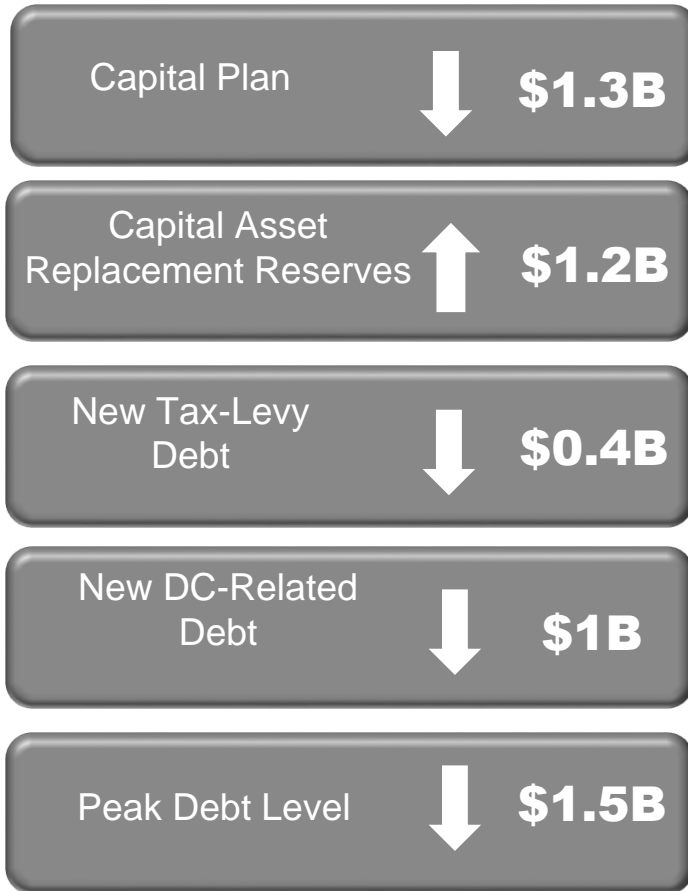 Capital Plan
$1.3B
Capital Asset
Replacement Reserves
$1.2B
New Tax-Levy
Debt
$0.4B
New DC-Related
Debt
$1B
Peak Debt Level
$1.5B